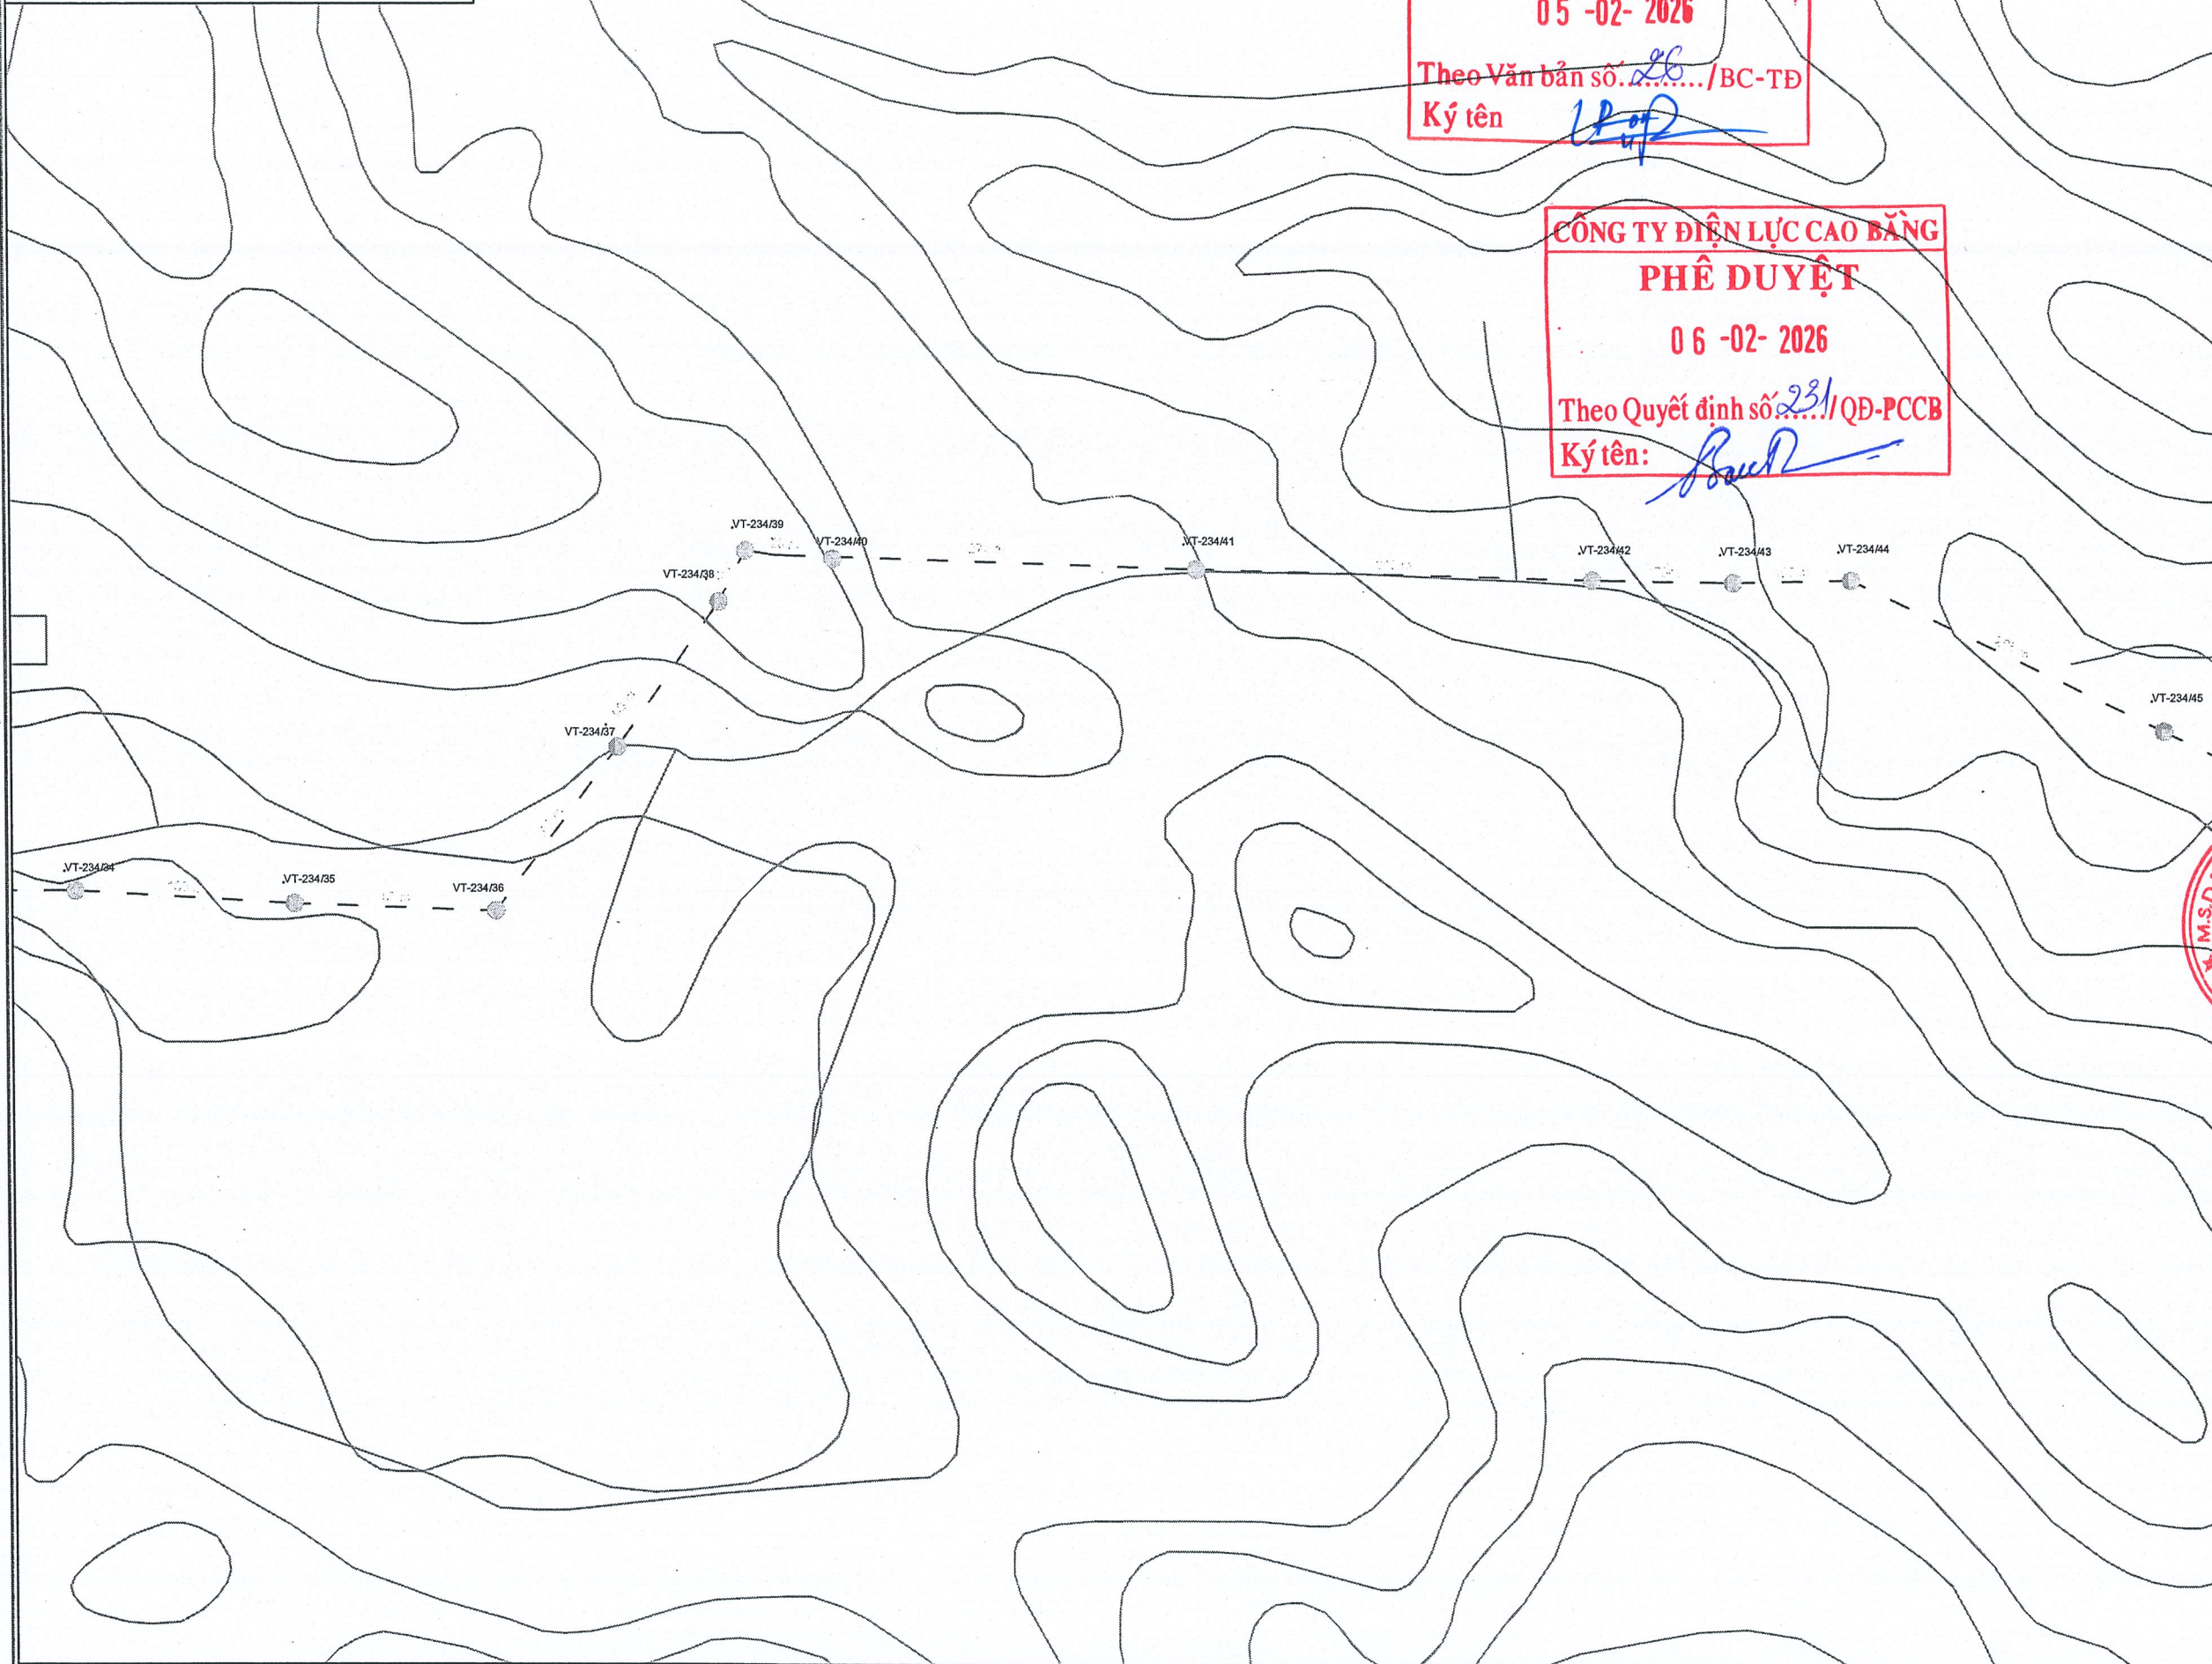 05 -02- 2026
Theo Văn bản số..26......./BC-TĐ
Ký tên
CÔNG TY ĐIỆN LỰC CAO BẰNG
PHÊ DUYỆT
06 -02- 2026
Theo Quyết định số 231/QĐ-PCCB
Ký tên:
VT-234/39
VT-234/40
VT-234/41
VT-234/42
VT-234/43
VT-234/44
VT-234/38
VT-234/45
VT-234/37
VT-234/34
VT-234/35
VT-234/36
★ M.S.D